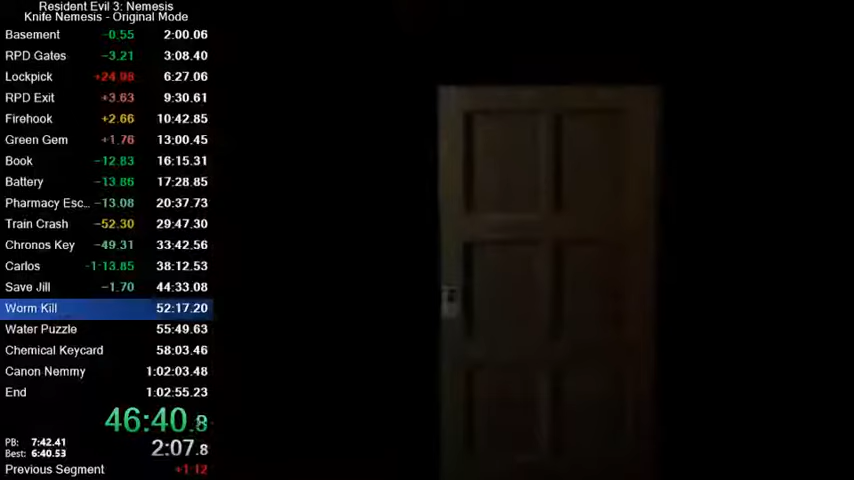 Resident Evil 3: Nemesis
Knife Nemesis - Original Mode
Basement −0.55 2:00.06
RPD Gates −3.21 3:08.40
Lockpick +24.98 6:27.06
RPD Exit +3.63 9:30.61
Firehook +2.66 10:42.85
Green Gem +1.76 13:00.45
Book −12.83 16:15.31
Battery −13.86 17:28.85
Pharmacy Esc... −13.08 20:37.73
Train Crash −52.30 29:47.30
Chronos Key −49.31 33:42.56
Carlos −1:13.85 38:12.53
Save Jill −1.70 44:33.08
Worm Kill 52:17.20
Water Puzzle 55:49.63
Chemical Keycard 58:03.46
Canon Nemmy 1:02:03.48
End 1:02:55.23
46:40.8
PB: 7:42.41 2:07.8
Best: 6:40.53
Previous Segment +1:12